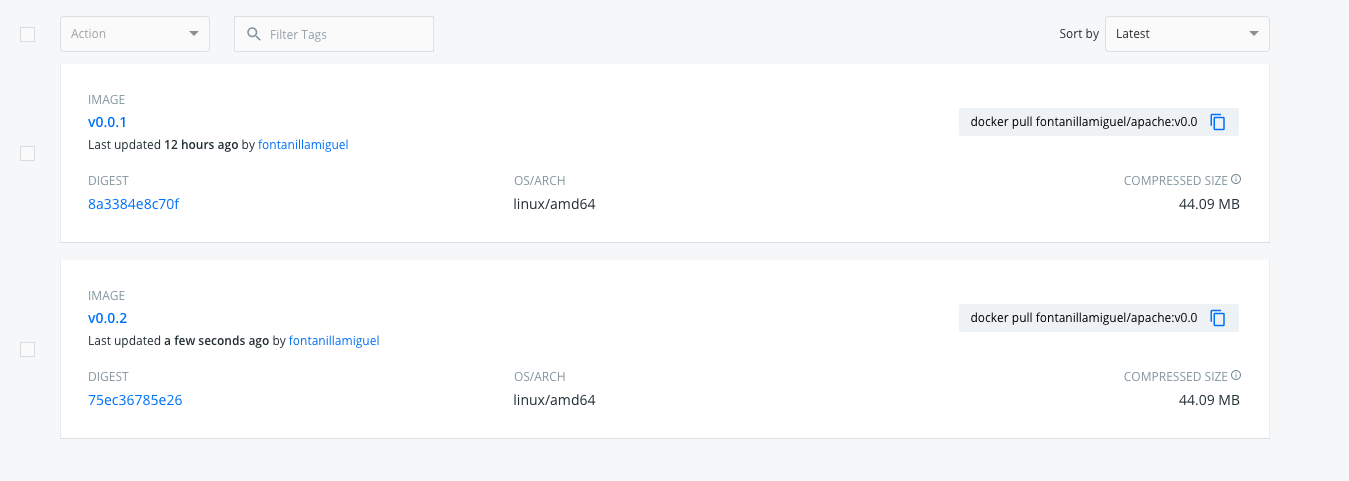 Action
Filter Tags
Sort by
Latest
IMAGE
v0.0.1
docker pull fontanillamiguel/apache:v0.0
Last updated 12 hours ago by fontanillamiguel
DIGEST
OS/ARCH
COMPRESSED SIZE
8a3384e8c70f
linux/amd64
44.09 MB
IMAGE
v0.0.2
docker pull fontanillamiguel/apache:v0.0
Last updated a few seconds ago by fontanillamiguel
DIGEST
OS/ARCH
COMPRESSED SIZE
75ec36785e26
linux/amd64
44.09 MB